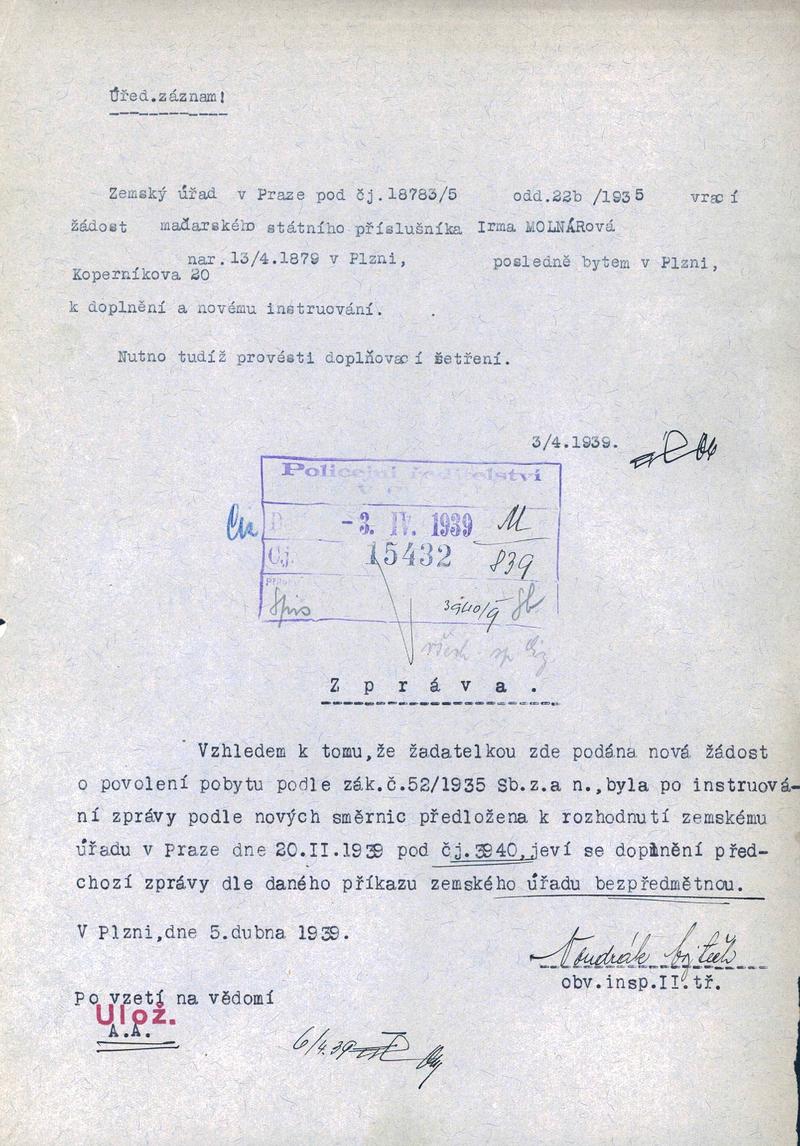 Úřed.záznam!
Zemský úřad v Praze pod čj.18783/5 odd.22b /1935 vrací
žádost maďarského státního příslušníka Irma MOLNÁRová
nar.13/4.1879 v Plzni, posledně bytem v Plzni,
Koperníkova 20
k doplnění a novému instruování.
Nutno tudíž provésti doplňovací šetření.
3/4.1939.
Policejní ředitelství
-3. IV. 1939 M
Čj. 15432 839
Spis 3940/9
Zpráva.
Vzhledem k tomu,že žadatelkou zde podána nová žádost
o povolení pobytu podle zák.č.52/1935 Sb.z.a n.,byla po instruová-
ní zprávy podle nových směrnic předložena k rozhodnutí zemskému
úřadu v Praze dne 20.II.1939 pod čj.3940,jeví se doplnění před-
chozí zprávy dle daného příkazu zemského úřadu bezpředmětnou.
V Plzni,dne 5.dubna 1939.
obv.insp.II.tř.
Po vzetí na vědomí
Ulož.
A.A.
6/4.39